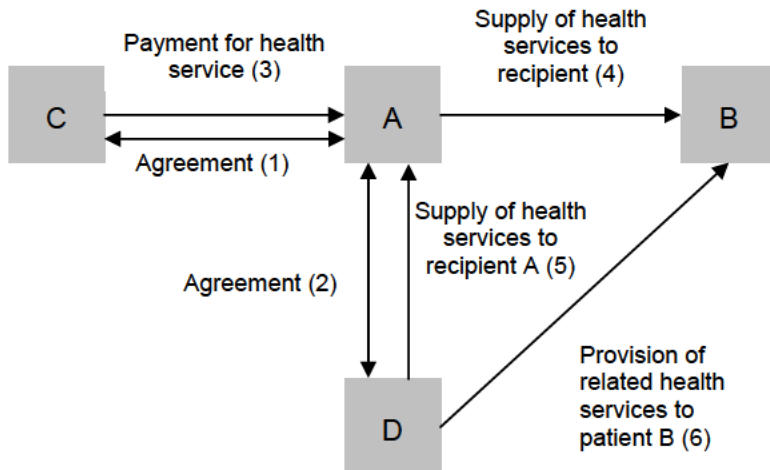 Payment for health
service (3)
Supply of health
services to
recipient (4)
C
A
B
Agreement (1)
Supply of health
services to
recipient A (5)
Agreement (2)
Provision of
related health
services to
patient B (6)
D